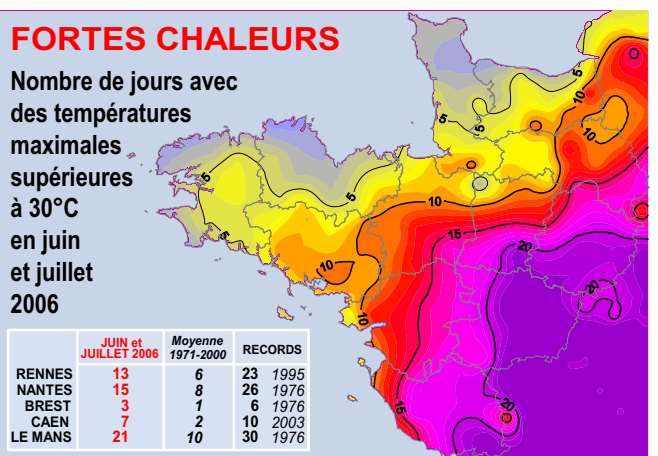 FORTES CHALEURS
Nombre de jours avec
des températures
maximales
supérieures
à 30°C
en juin
et juillet
2006
JUIN et JUILLET 2006 Moyenne 1971-2000 RECORDS
RENNES 13 6 23 1995
NANTES 15 8 26 1976
BREST 3 1 6 1976
CAEN 7 2 10 2003
LE MANS 21 10 30 1976
5
10
5
5
10
5
5
10
5
15
20
10
20
10
15
20